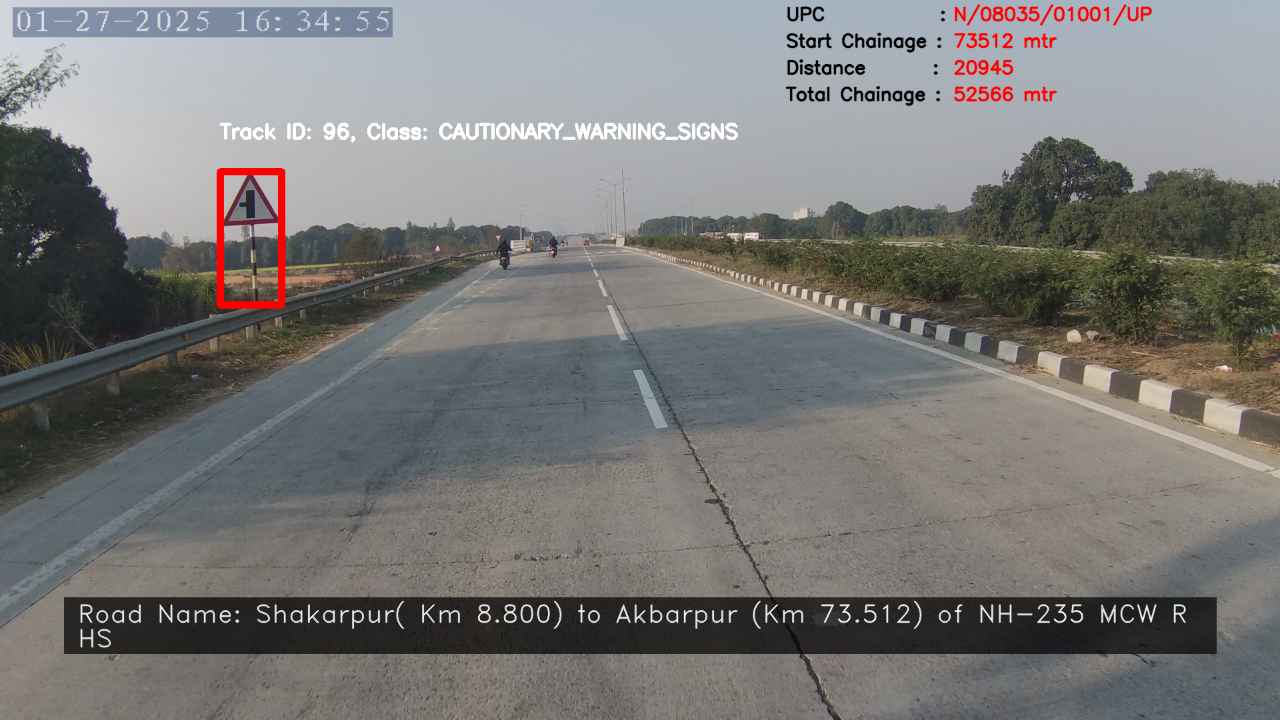 01-27-2025 16:34:55
UPC : N/08035/01001/UP
Start Chainage : 73512 mtr
Distance : 20945
Total Chainage : 52566 mtr
Track ID: 96, Class: CAUTIONARY_WARNING_SIGNS
Road Name: Shakarpur( Km 8.800) to Akbarpur (Km 73.512) of NH-235 MCW R
HS